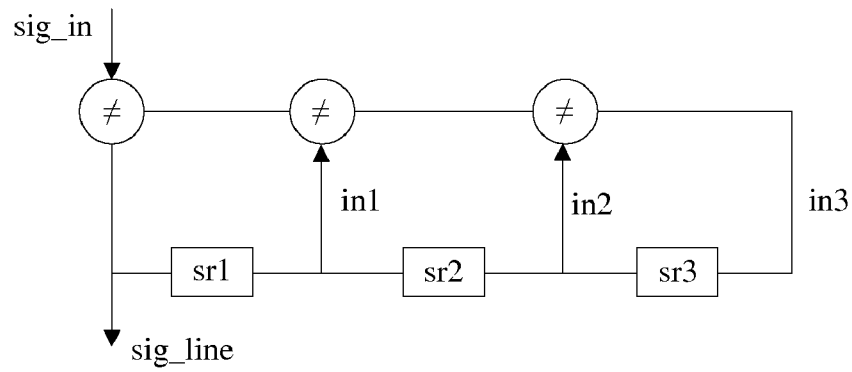 sig_in
≠ ≠ ≠
in1 in2 in3
sr1 sr2 sr3
sig_line